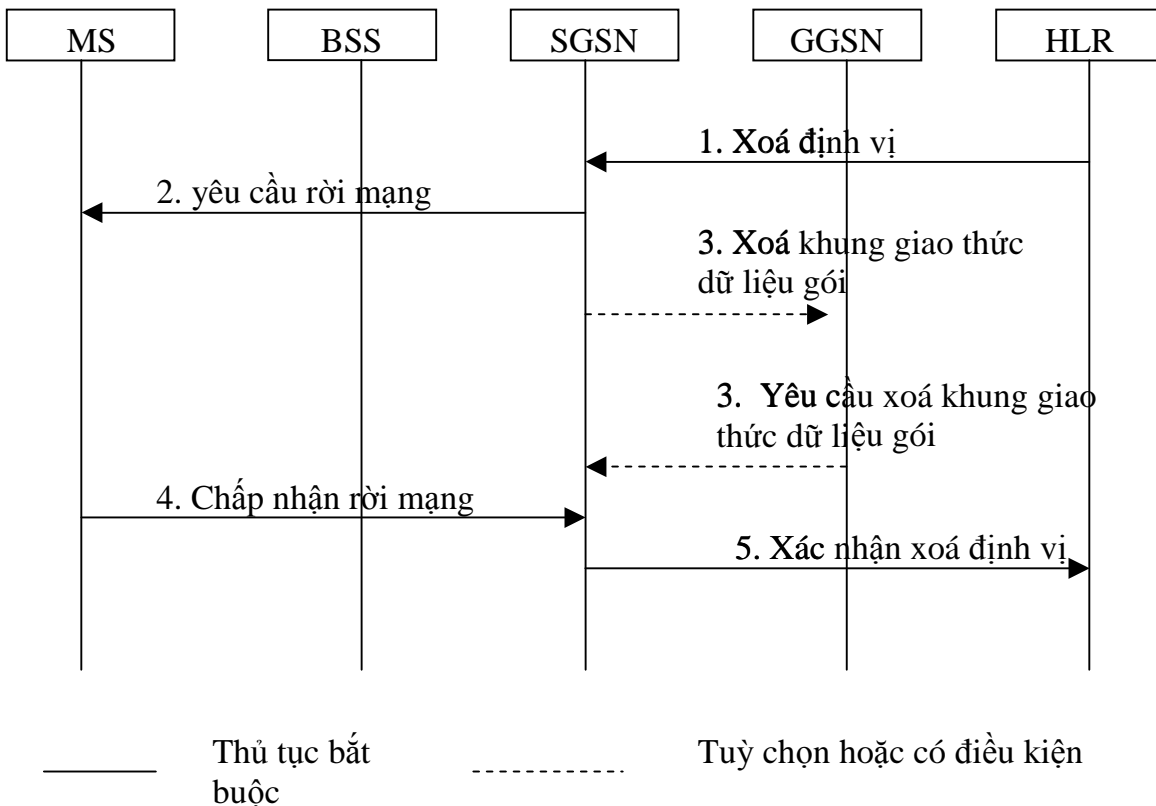 MS BSS SGSN GGSN HLR
1. Xoá định vị
2. yêu cầu rời mạng
3. Xoá khung giao thức
dữ liệu gói
3. Yêu cầu xoá khung giao
thức dữ liệu gói
4. Chấp nhận rời mạng
5. Xác nhận xoá định vị
Thủ tục bắt
buộc
Tuỳ chọn hoặc có điều kiện